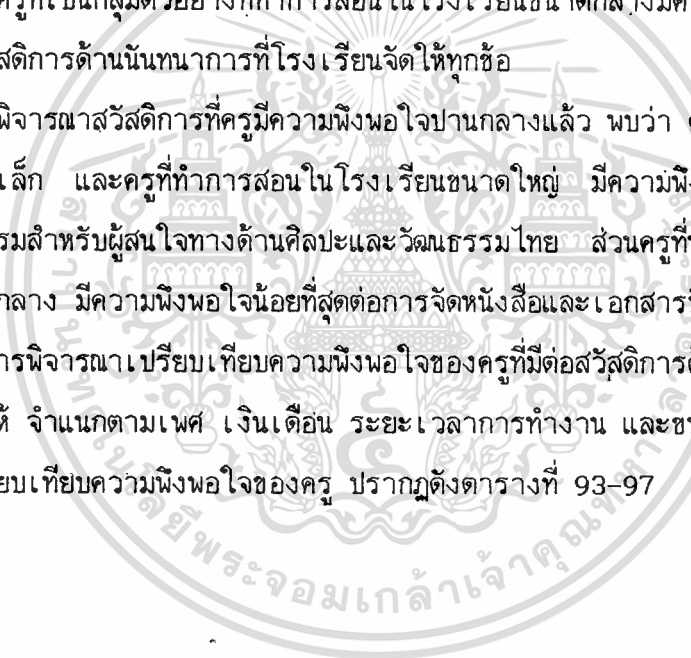 ครูที่เป็นกลุ่มตัวอย่างที่ทำการสอนในโรงเรียนขนาดกลางมีค
สดิการด้านนันทนาการที่โรงเรียนจัดให้ทุกข้อ
พิจารณาสวัสดิการที่ครูมีความพึงพอใจปานกลางแล้ว พบว่า
เล็ก และครูที่ทำการสอนในโรงเรียนขนาดใหญ่ มีความพึง
รมสำหรับผู้สนใจทางด้านศิลปะและวัฒนธรรมไทย ส่วนครูที่
กลาง มีความพึงพอใจน้อยที่สุดต่อการจัดหนังสือและเอกสาร
การพิจารณาเปรียบเทียบความพึงพอใจของครูที่มีต่อสวัสดิการ
ห้ จำแนกตามเพศ เงินเดือน ระยะเวลาการทำงาน และข
ยบเทียบความพึงพอใจของครู ปรากฏดังตารางที่ 93-97
โลยีพระจอมเกล้าเจ้าคุณทหาร